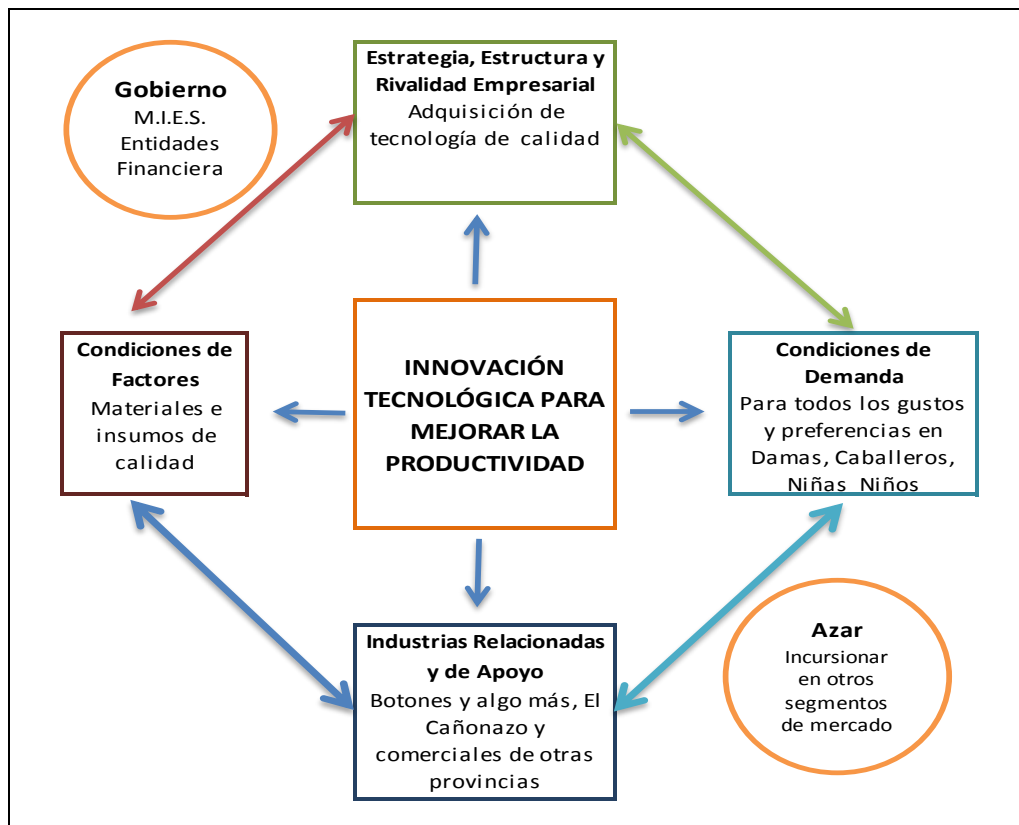 Estrategia, Estructura y
Rivalidad Empresarial
Adquisición de
tecnología de calidad
Gobierno
M.I.E.S.
Entidades
Financiera
Condiciones de
Factores
Materiales e
insumos de
calidad
INNOVACIÓN
TECNOLÓGICA PARA
MEJORAR LA
PRODUCTIVIDAD
Condiciones de
Demanda
Para todos los gustos
y preferencias en
Damas, Caballeros,
Niñas Niños
Industrias Relacionadas
y de Apoyo
Botones y algo más, El
Cañonazo y
comerciales de otras
provincias
Azar
Incursionar
en otros
segmentos
de mercado